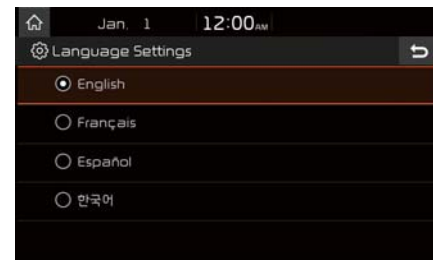 Jan. 1 12:00AM
Language Settings
English
Français
Español
한국어